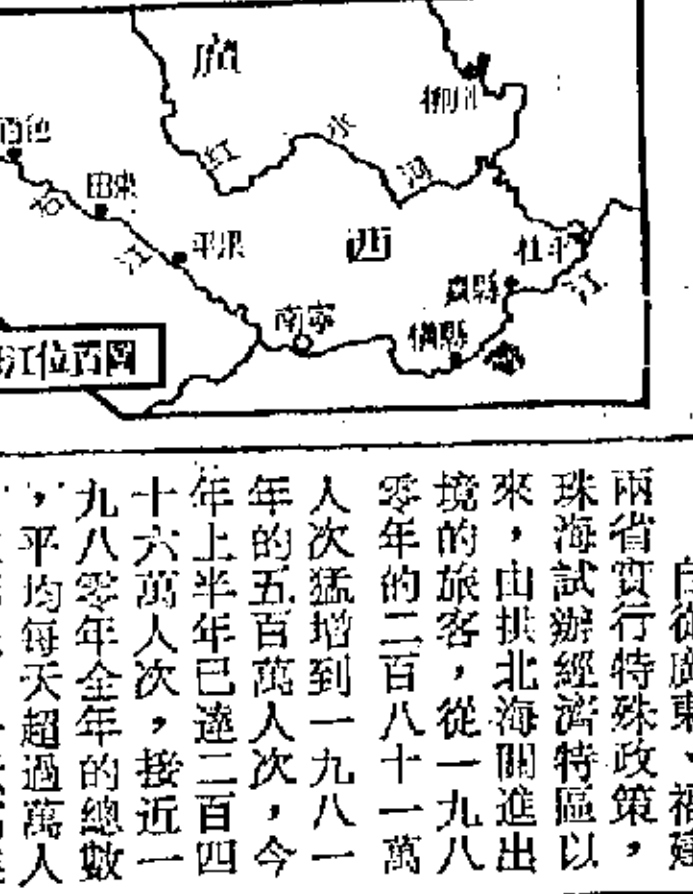 廣
西
柳州
百色
田東
平果
南寧
橫縣
貴縣
桂平
紅
水
河
右
江
江
江位置圖
自從廣東、福建
兩省實行特殊政策，
珠海試辦經濟特區以
來，由拱北海關進出
境的旅客，從一九八
零年的二百八十一萬
人次猛增到一九八一
年的五百萬人次，今
年上半年已達二百四
十六萬人次，接近一
九八零年全年的總數
，平均每天超過萬人